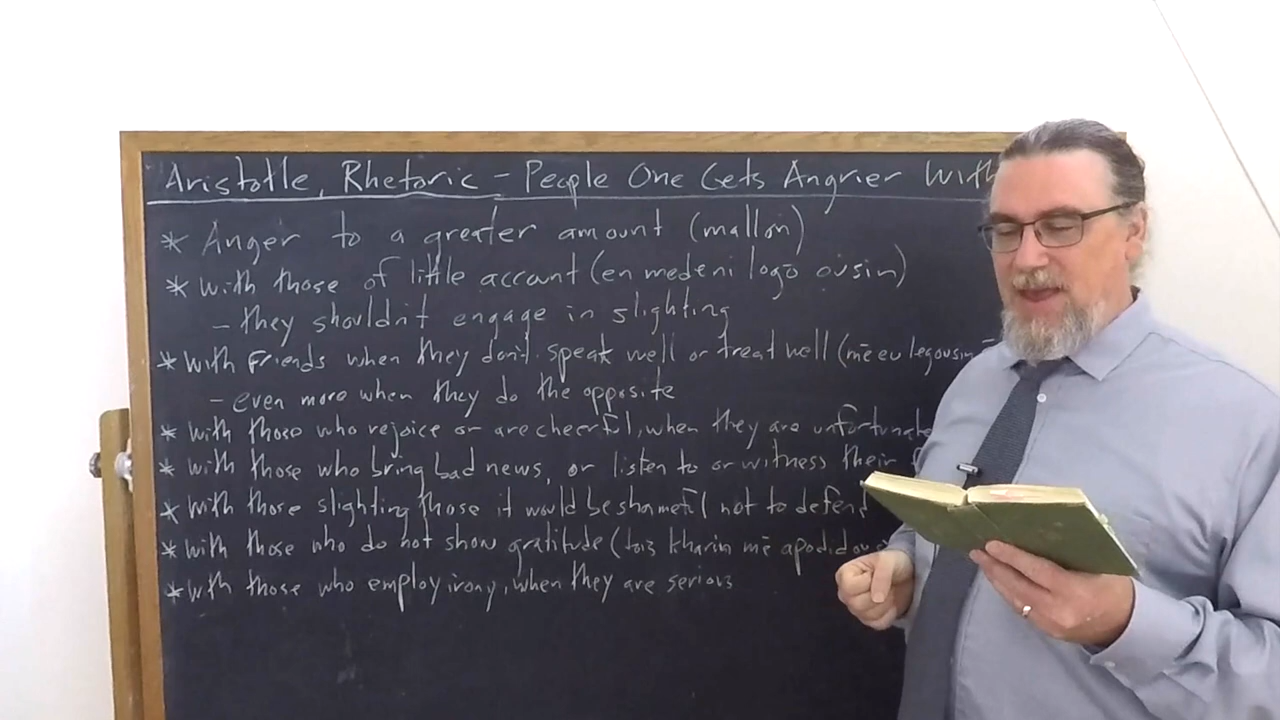 Aristotle, Rhetoric - People One Gets Angrier With
* Anger to a greater amount (mallon)
* with those of little account (en medeni logō ousin)
- they shouldn't engage in slighting
* with friends when they don't speak well or treat well (mē eu legousin
- even more when they do the opposite
* with those who rejoice or are cheerful, when they are unfortunate
* with those who bring bad news, or listen to or witness their
* with those slighting those it would be shameful not to defend
* with those who do not show gratitude (tois kharin mē
* with those who employ irony, when they are serious